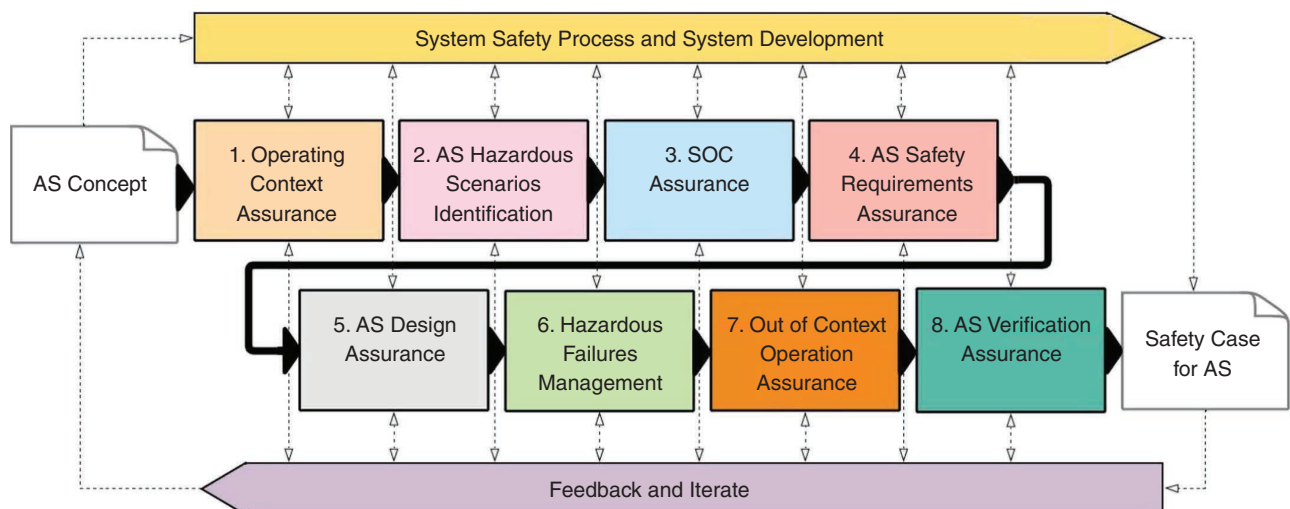 System Safety Process and System Development
AS Concept
1. Operating
Context
Assurance
2. AS Hazardous
Scenarios
Identification
3. SOC
Assurance
4. AS Safety
Requirements
Assurance
5. AS Design
Assurance
6. Hazardous
Failures
Management
7. Out of Context
Operation
Assurance
8. AS Verification
Assurance
Safety Case
for AS
Feedback and Iterate